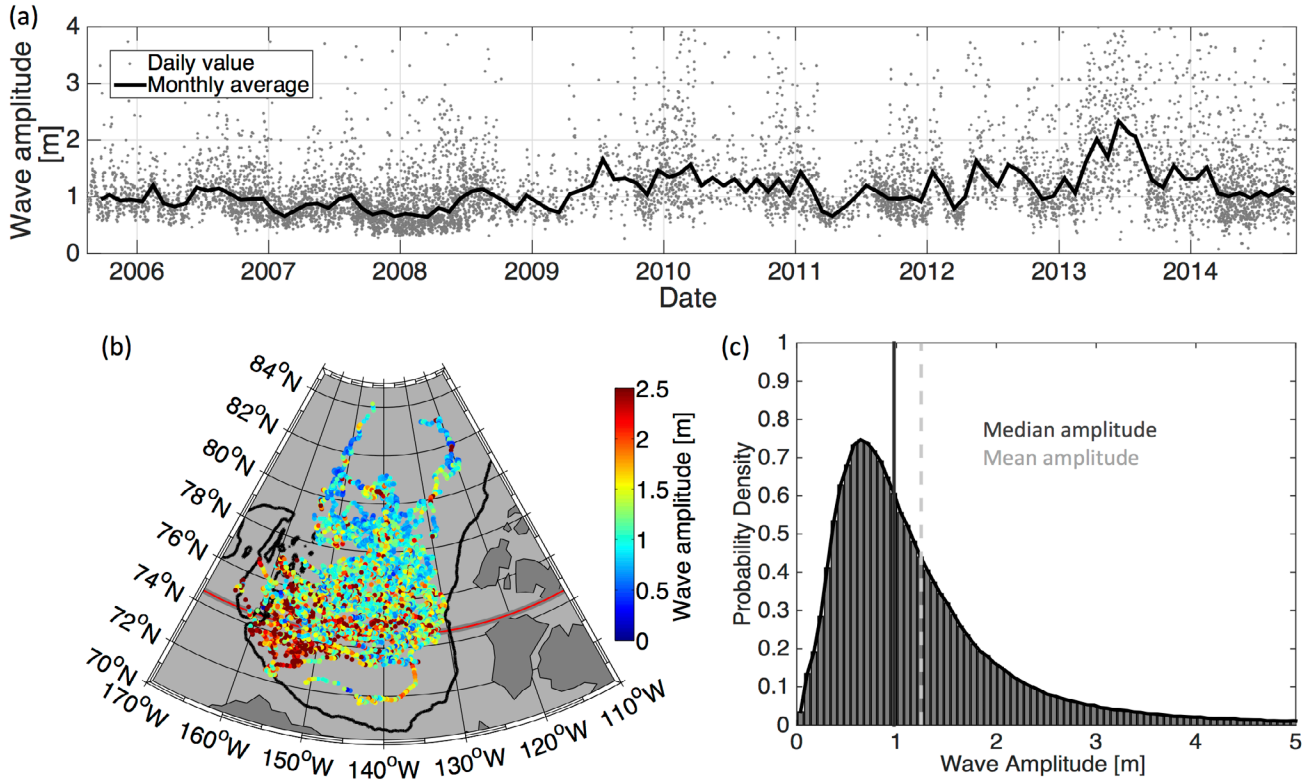 (a)
4
3
2
1
0
Wave amplitude
[m]
Daily value
Monthly average
2006 2007 2008 2009 2010 2011 2012 2013 2014
Date
(b)
84°N
82°N
80°N
78°N
76°N
74°N
72°N
70°N
170°W
160°W
150°W
140°W
130°W
120°W
110°W
2.5
2
1.5
1
0.5
0
Wave amplitude [m]
(c)
1
0.9
0.8
0.7
0.6
0.5
0.4
0.3
0.2
0.1
0
Probability Density
Median amplitude
Mean amplitude
0 1 2 3 4 5
Wave Amplitude [m]